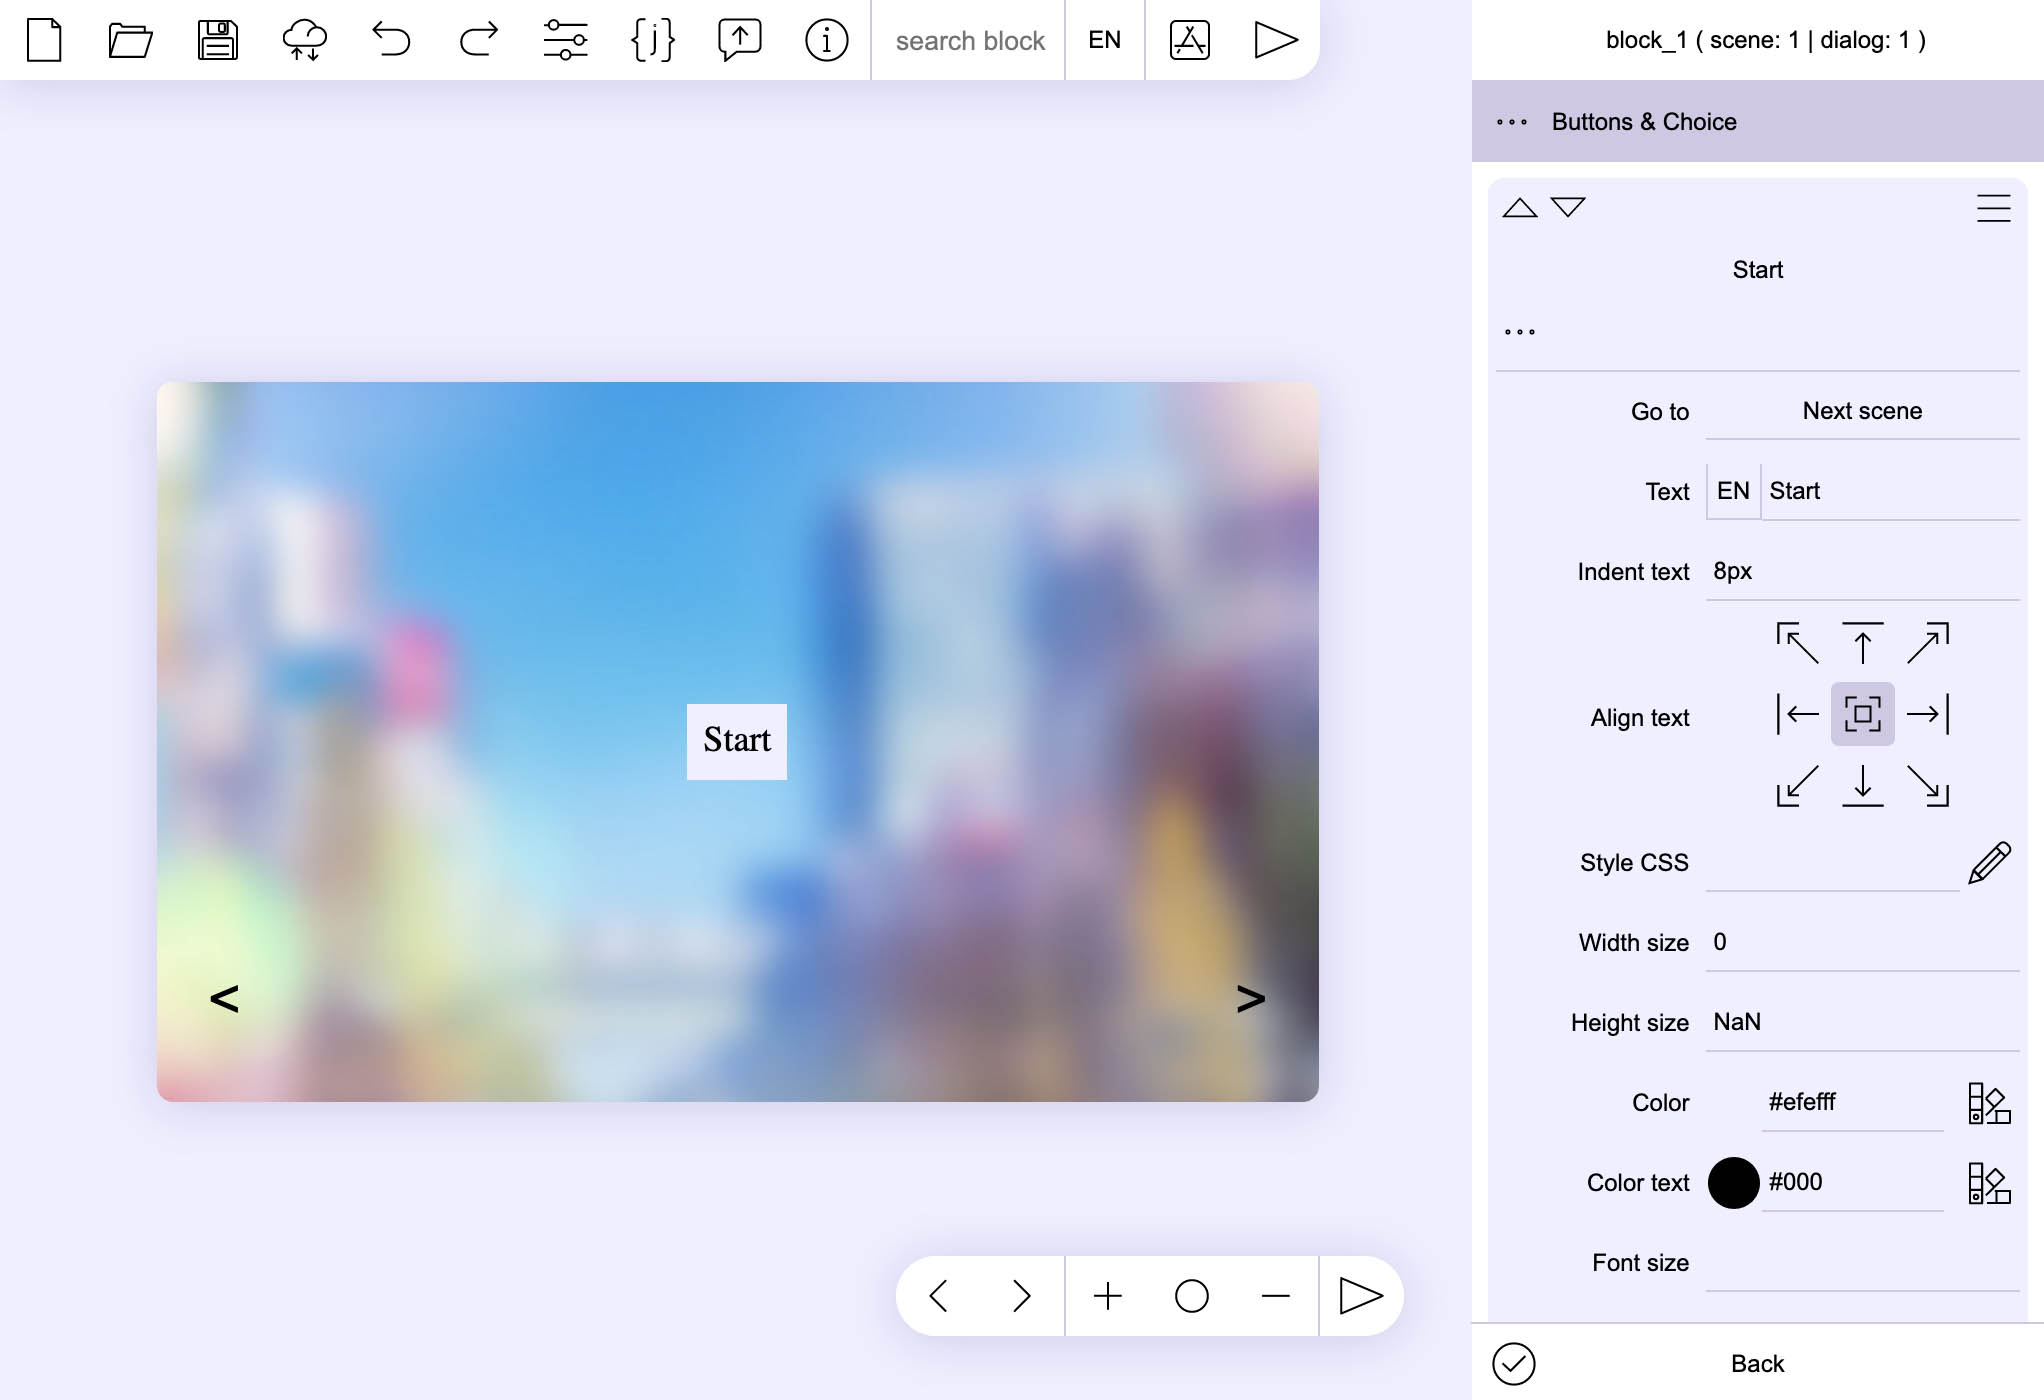 search block
EN
block_1 ( scene: 1 | dialog: 1 )
Buttons & Choice
Start
Go to Next scene
Text EN Start
Indent text 8px
Align text
Style CSS
Width size 0
Height size NaN
Color #efefff
Color text #000
Font size
Back
Start
< >